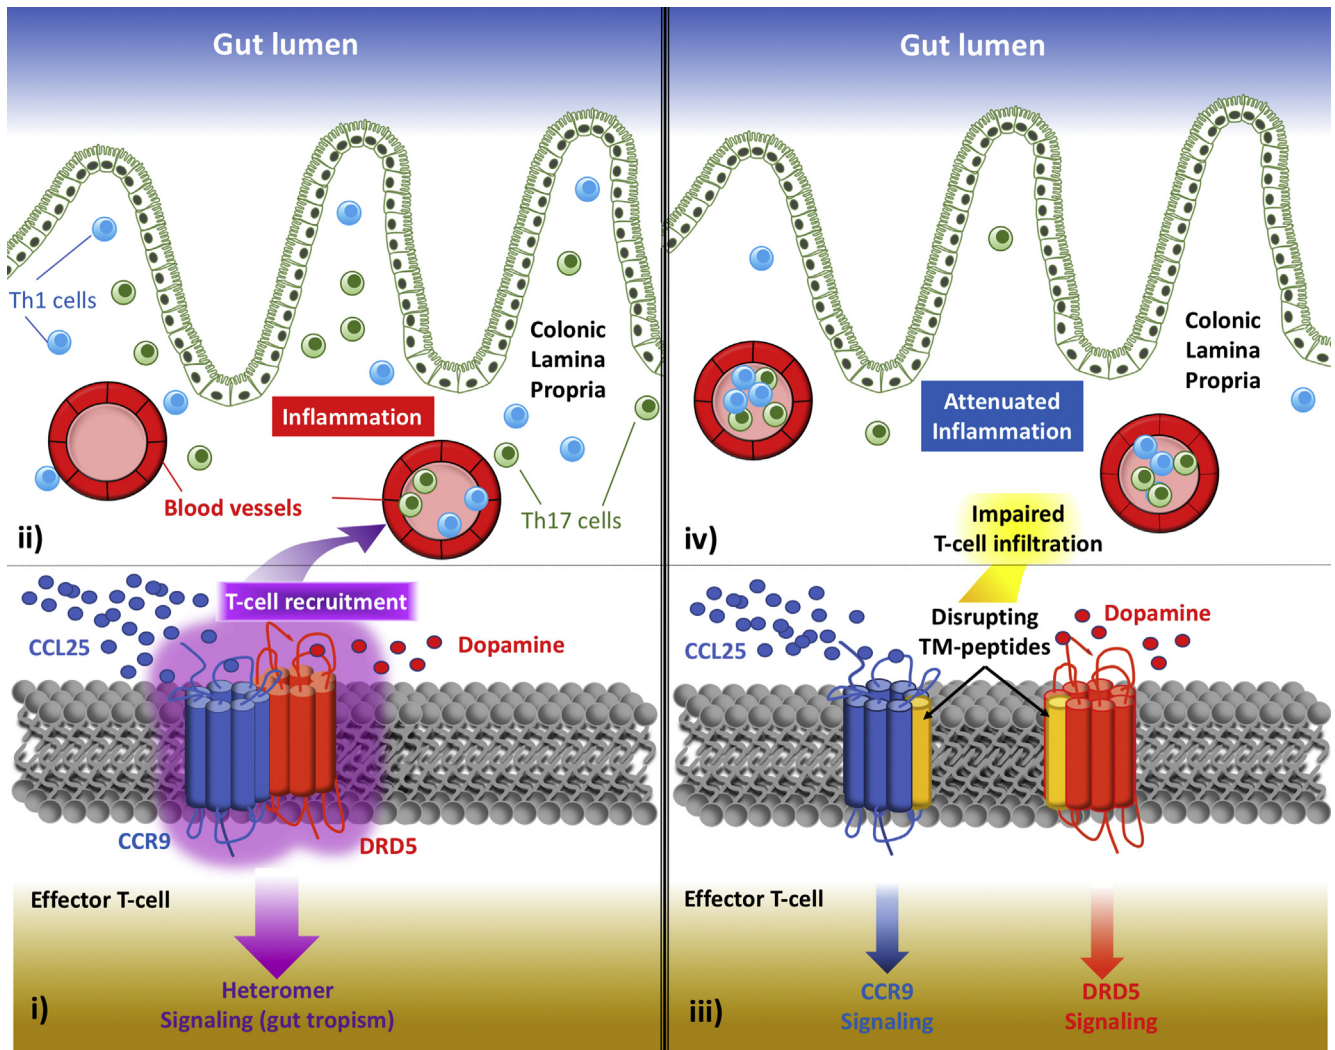 Gut lumen
Th1 cells
Colonic
Lamina
Propria
Inflammation
Blood vessels
Th17 cells
ii)
T-cell recruitment
CCL25
Dopamine
CCR9
DRD5
Effector T-cell
Heteromer
Signaling (gut tropism)
i)
Gut lumen
Colonic
Lamina
Propria
Attenuated
Inflammation
Impaired
T-cell infiltration
iv)
Disrupting
TM-peptides
Dopamine
CCL25
Effector T-cell
CCR9
Signaling
DRD5
Signaling
iii)